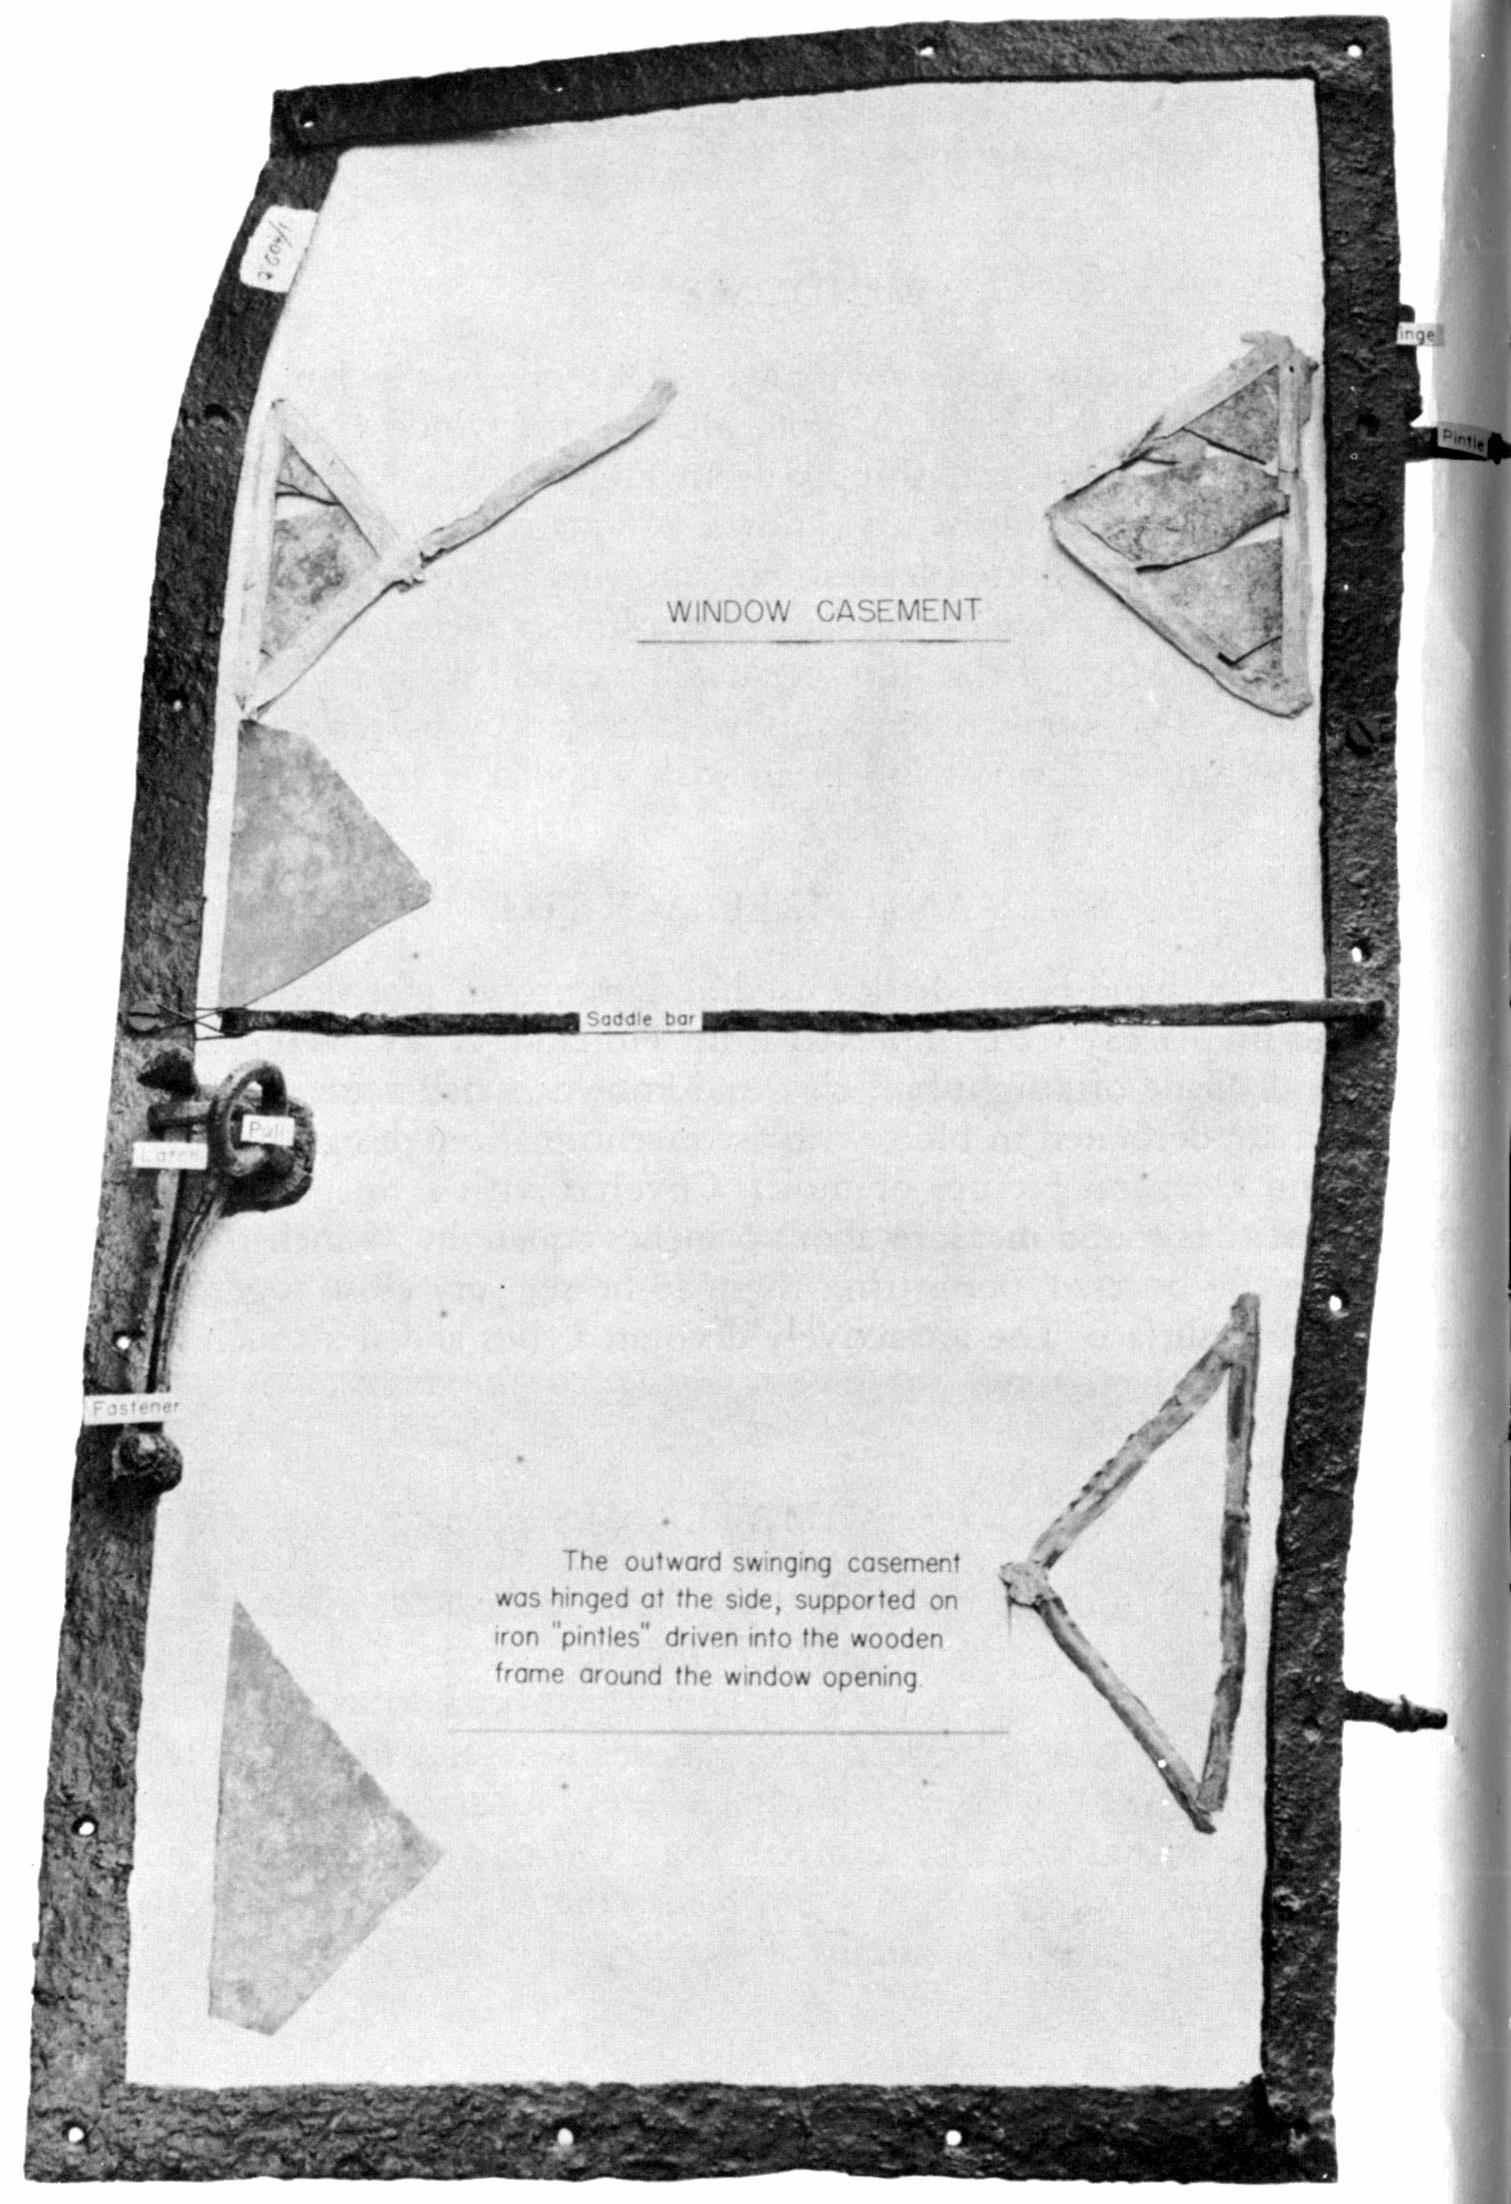 inge
Pintle
WINDOW CASEMENT
Saddle bar
Pull
Latch
Fastener
The outward swinging casement
was hinged at the side, supported on
iron "pintles" driven into the wooden
frame around the window opening.